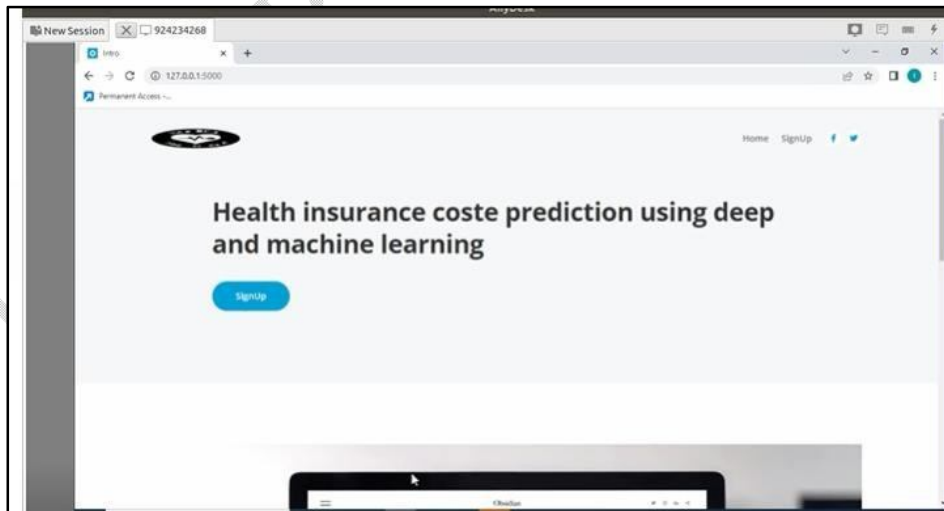 AnyDesk
New Session 924234268
Intro
127.0.0.1:5000
Permanent Access -...
Home SignUp
Health insurance coste prediction using deep
and machine learning
SignUp
Obsidian